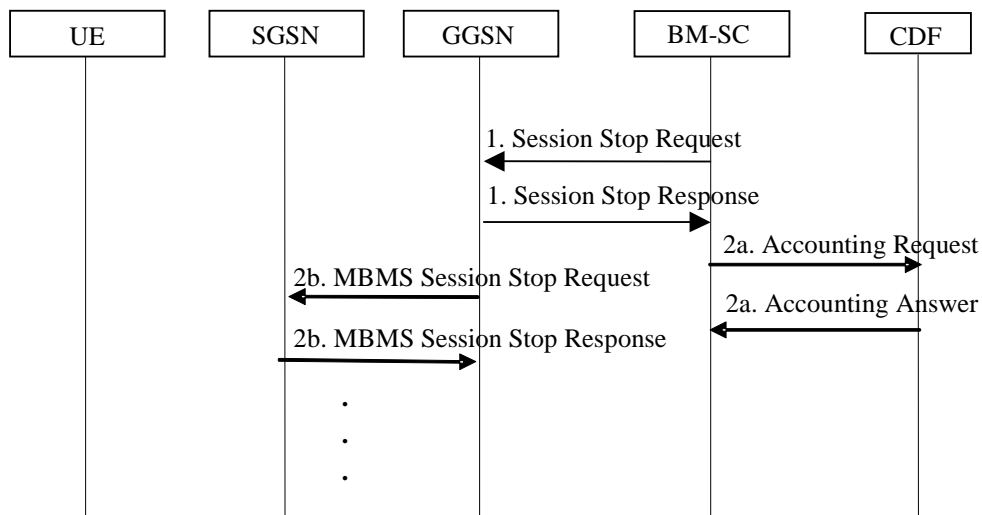 UE
SGSN
GGSN
BM-SC
CDF
1. Session Stop Request
1. Session Stop Response
2a. Accounting Request
2b. MBMS Session Stop Request
2a. Accounting Answer
2b. MBMS Session Stop Response
.
.
.